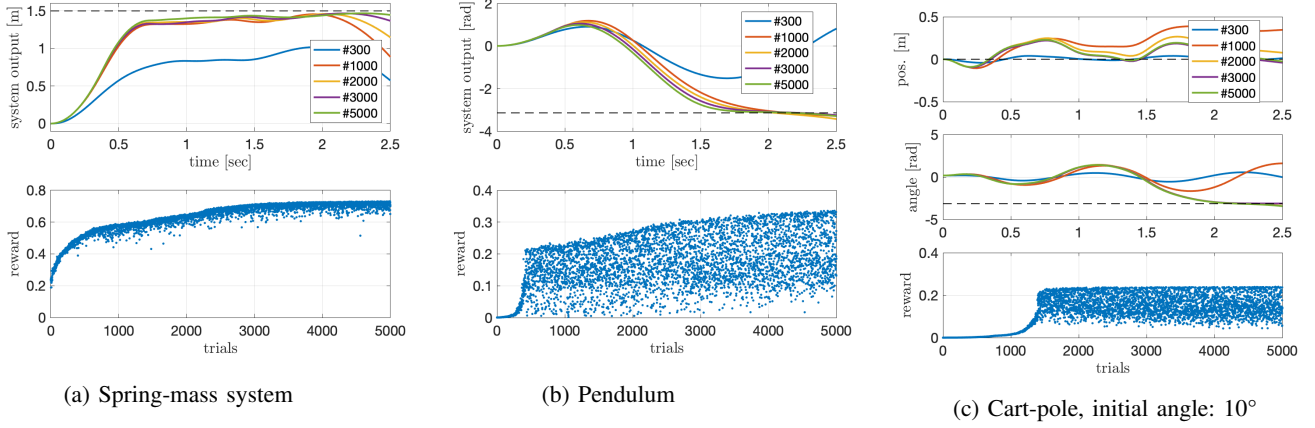 system output [m]
1.5
1
0.5
0
#300
#1000
#2000
#3000
#5000
0 0.5 1 1.5 2 2.5
time [sec]
reward
0.8
0.6
0.4
0.2
0
0 1000 2000 3000 4000 5000
trials
(a) Spring-mass system
system output [rad]
2
0
-2
-4
#300
#1000
#2000
#3000
#5000
0 0.5 1 1.5 2 2.5
time [sec]
reward
0.4
0.3
0.2
0.1
0
0 1000 2000 3000 4000 5000
trials
(b) Pendulum
pos. [m]
0.5
0
-0.5
#300
#1000
#2000
#3000
#5000
0 0.5 1 1.5 2 2.5
angle [rad]
5
0
-5
0 0.5 1 1.5 2 2.5
reward
0.4
0.2
0
0 1000 2000 3000 4000 5000
trials
(c) Cart-pole, initial angle: 10°